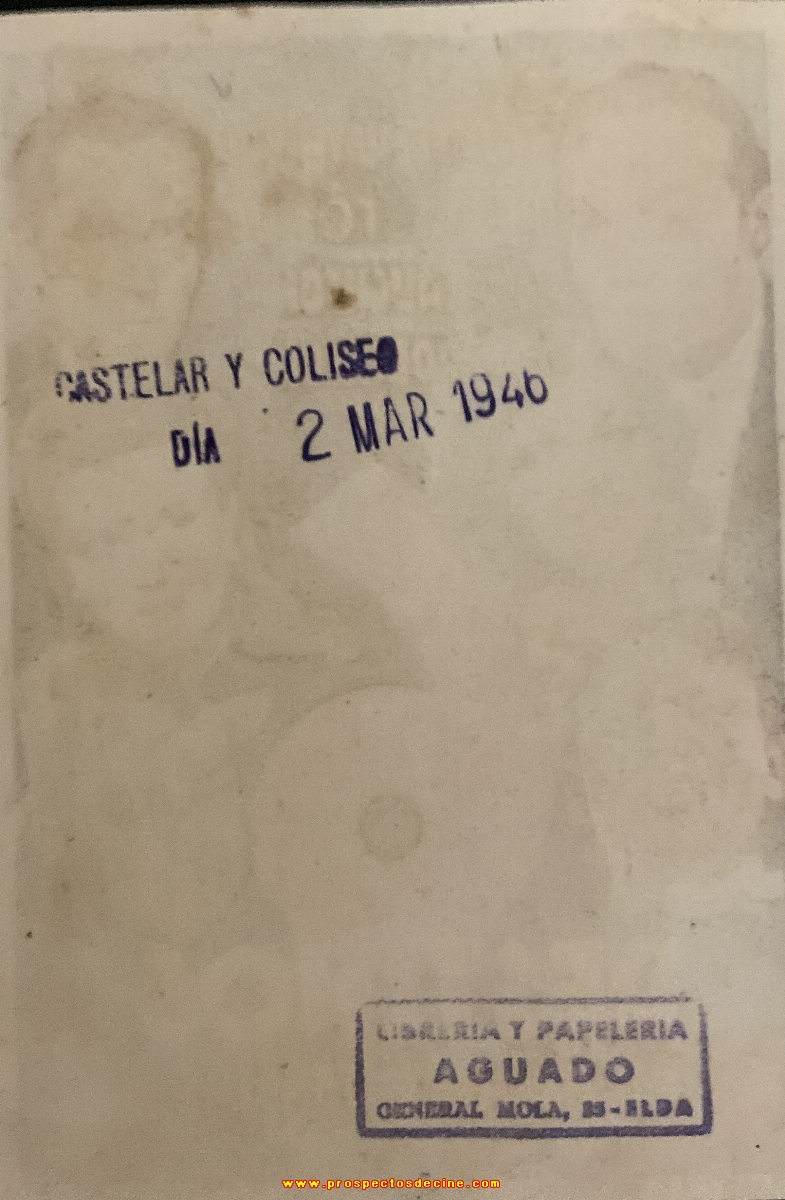 CASTELAR Y COLISEO
DÍA 2 MAR 1946
LIBRERIA Y PAPELERIA
AGUADO
GENERAL MOLA, 25-ELDA
www.prospectosdecine.com